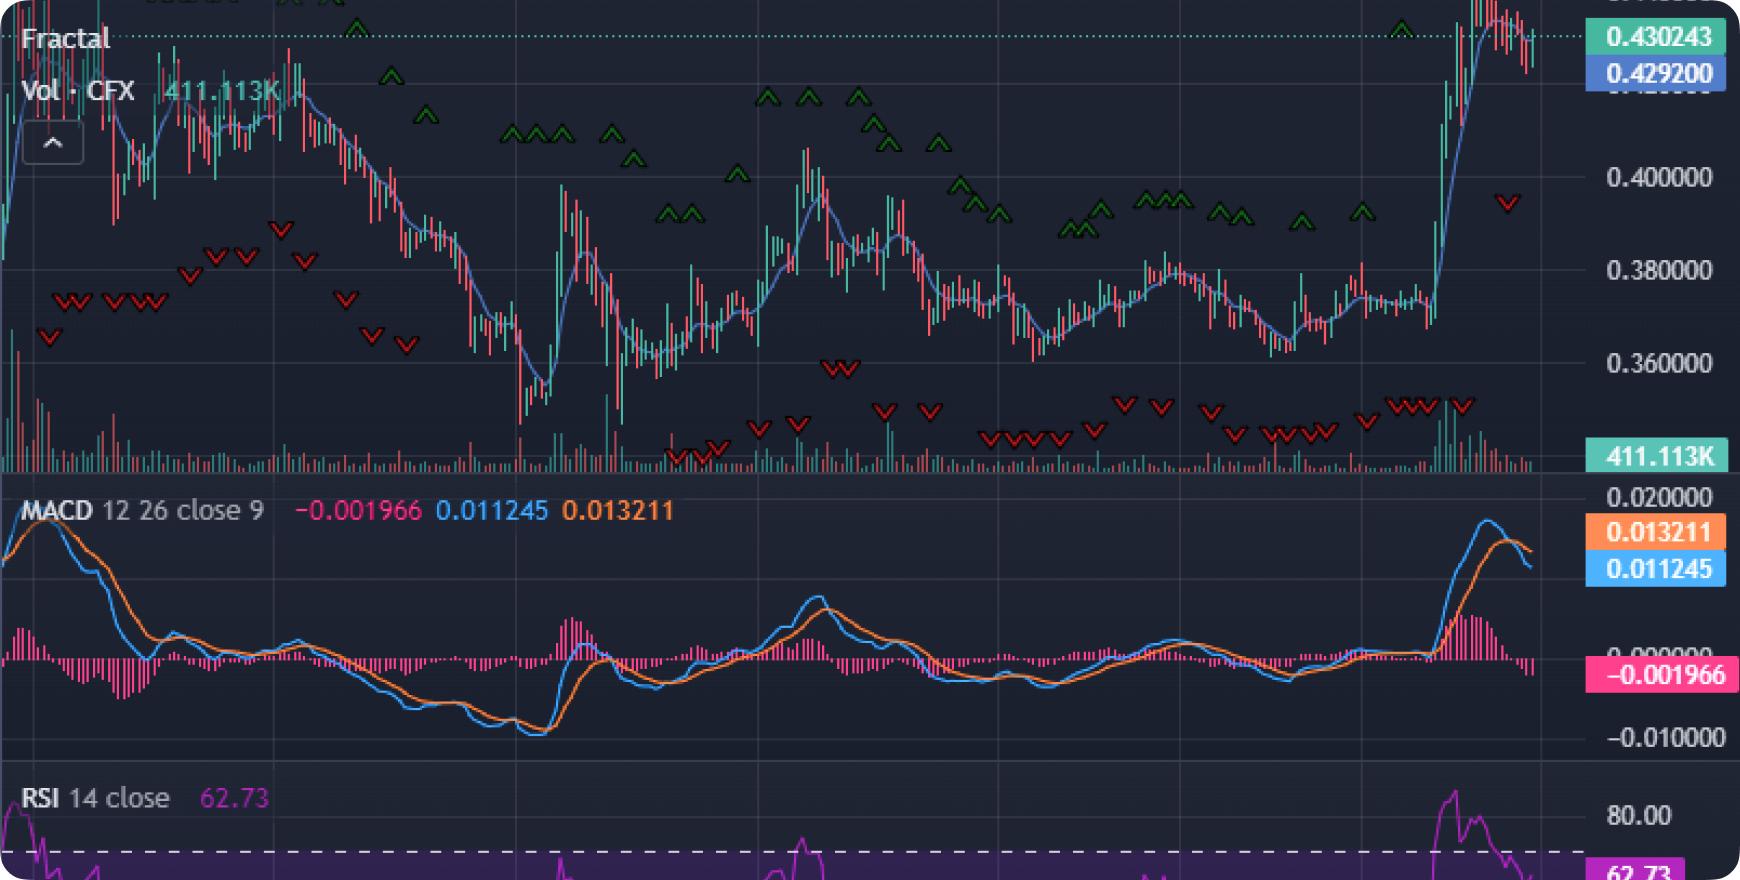 Fractal
0.430243
Vol · CFX 411.113K
0.429200
0.400000
0.380000
0.360000
411.113K
MACD 12 26 close 9 −0.001966 0.011245 0.013211
0.020000
0.013211
0.011245
0.000000
−0.001966
−0.010000
RSI 14 close 62.73
80.00
62.73